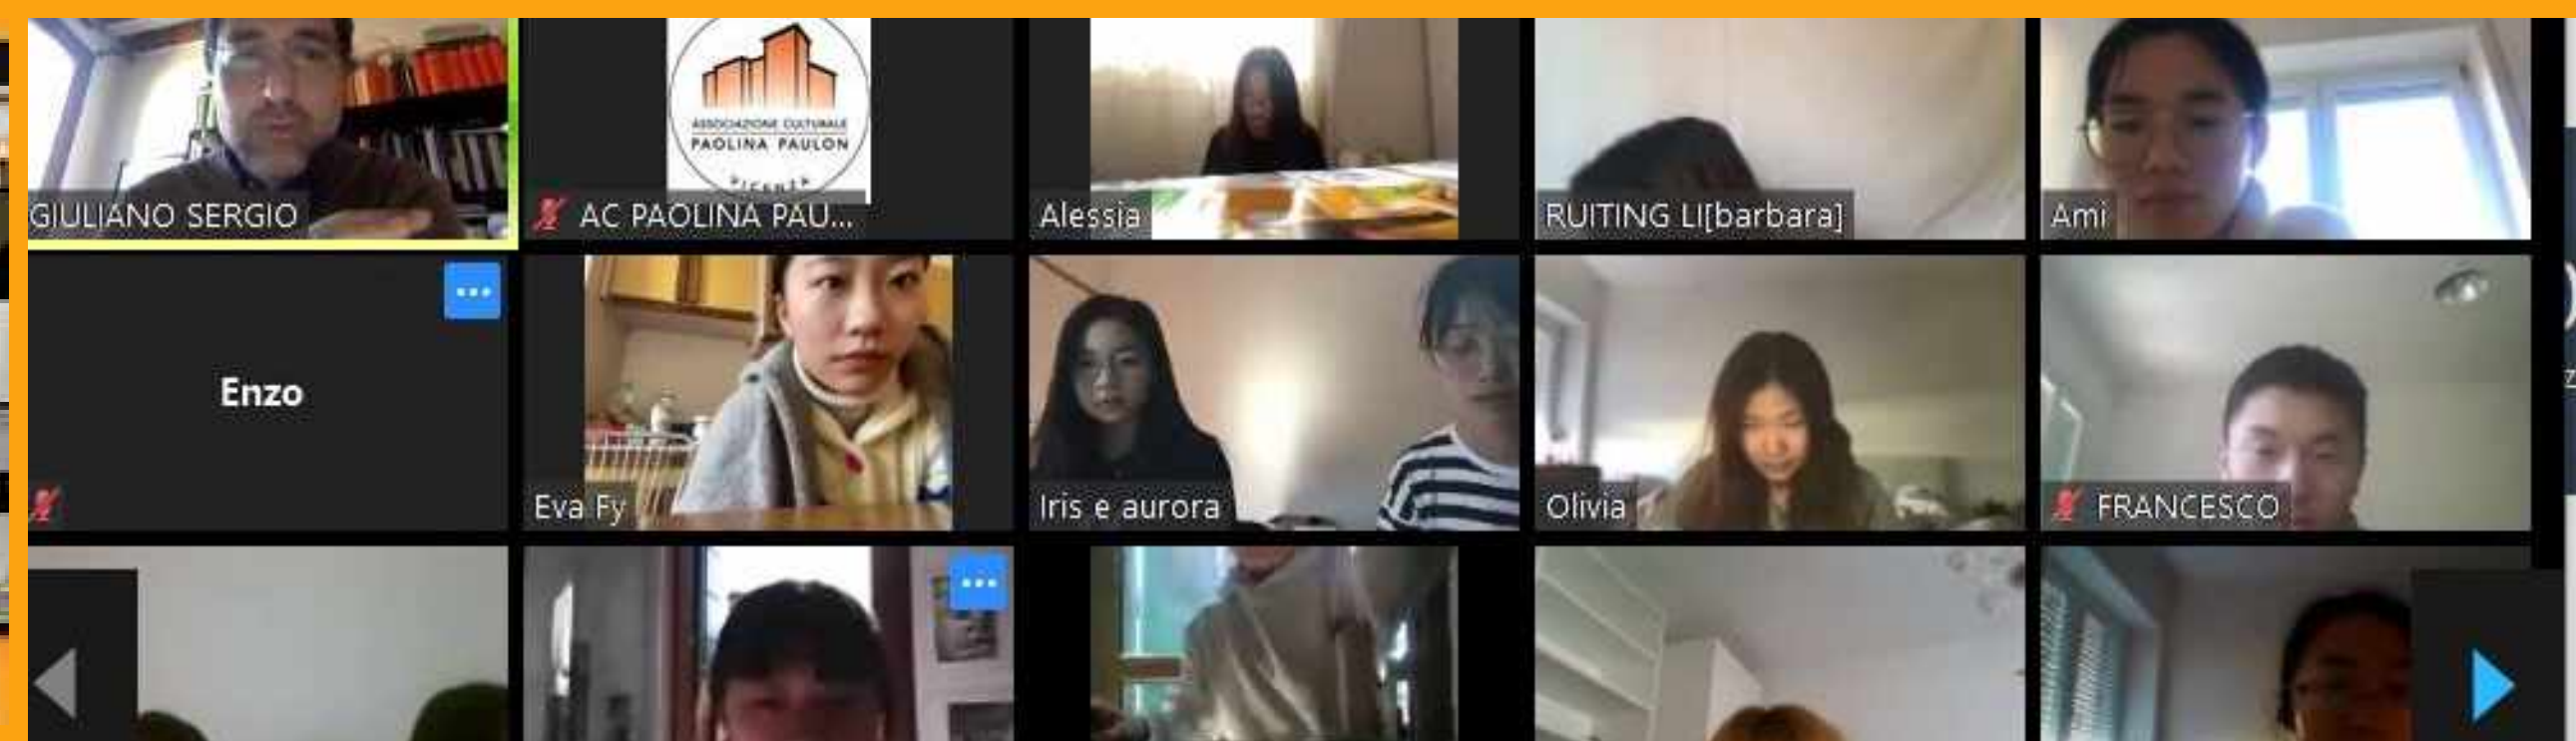 ASSOCIAZIONE CULTURALE
PAOLINA PAULON
VICENZA
GIULIANO SERGIO
AC PAOLINA PAU...
Alessia
RUITING LI[barbara]
Ami
Enzo
Eva Fy
Iris e aurora
Olivia
FRANCESCO